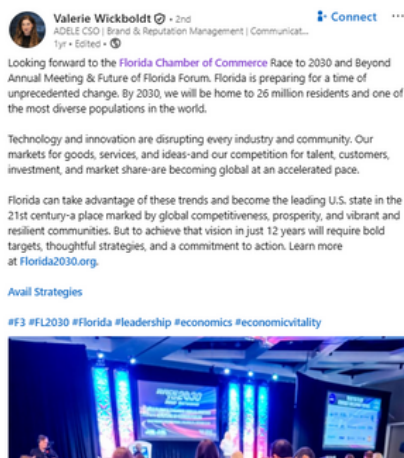 Valerie Wickboldt • 2nd
ADELE CSO | Brand & Reputation Management | Communicat...
1yr • Edited •
Connect
Looking forward to the Florida Chamber of Commerce Race to 2030 and Beyond
Annual Meeting & Future of Florida Forum. Florida is preparing for a time of
unprecedented change. By 2030, we will be home to 26 million residents and one of
the most diverse populations in the world.
Technology and innovation are disrupting every industry and community. Our
markets for goods, services, and ideas-and our competition for talent, customers,
investment, and market share-are becoming global at an accelerated pace.
Florida can take advantage of these trends and become the leading U.S. state in the
21st century-a place marked by global competitiveness, prosperity, and vibrant and
resilient communities. But to achieve that vision in just 12 years will require bold
targets, thoughtful strategies, and a commitment to action. Learn more
at Florida2030.org.
Avail Strategies
#F3 #FL2030 #Florida #leadership #economics #economicvitality